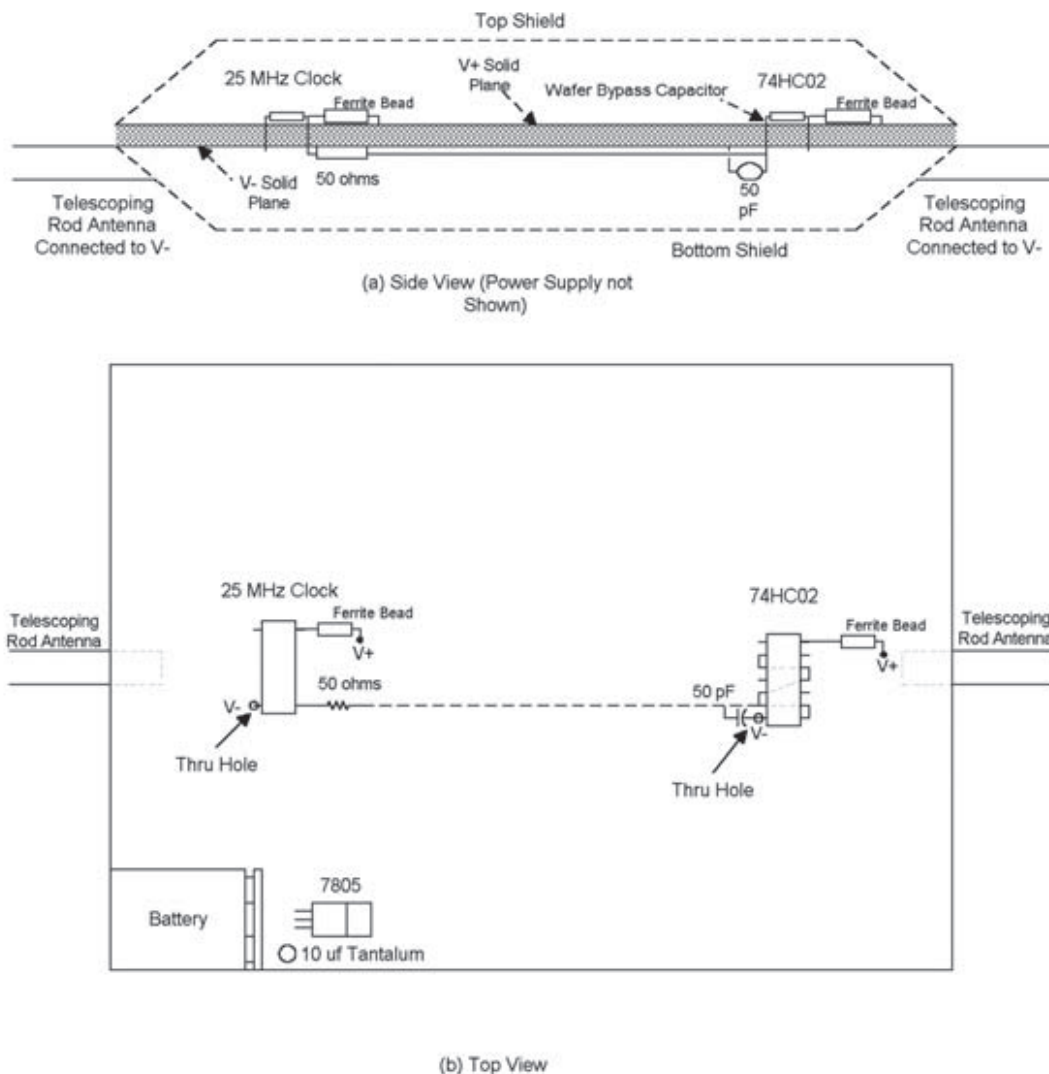 Top Shield
25 MHz Clock
V+ Solid
Plane
74HC02
Wafer Bypass Capacitor
Ferrite Bead
Ferrite Bead
V- Solid
Plane
50 ohms
50
pF
Telescoping
Rod Antenna
Connected to V-
Telescoping
Rod Antenna
Connected to V-
Bottom Shield
(a) Side View (Power Supply not
Shown)
25 MHz Clock
74HC02
Telescoping
Rod Antenna
Ferrite Bead
V+
Ferrite Bead
V+
Telescoping
Rod Antenna
50 ohms
50 pF
V-
V-
Thru Hole
Thru Hole
Battery
7805
10 uf Tantalum
(b) Top View